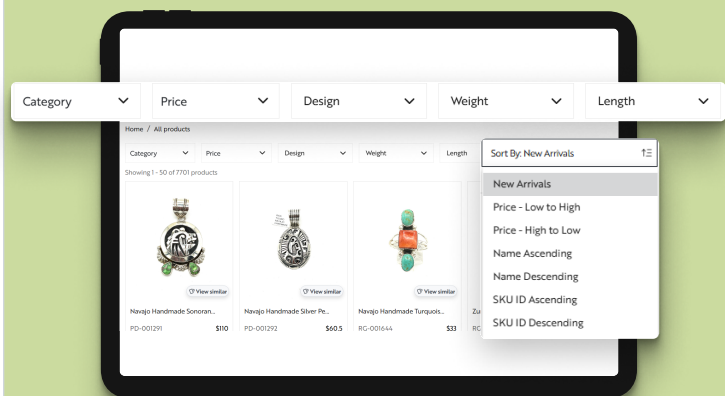 Category Price Design Weight Length
Home / All products
Category Price Design Weight Length
Sort By: New Arrivals
Showing 1 - 50 of 7701 products
New Arrivals
Price - Low to High
Price - High to Low
Name Ascending
Name Descending
SKU ID Ascending
SKU ID Descending
View similar View similar View similar
Navajo Handmade Sonoran... Navajo Handmade Silver Pe... Navajo Handmade Turquois... Zu
PD-001291 $110 PD-001292 $60.5 RG-001644 $33 RG